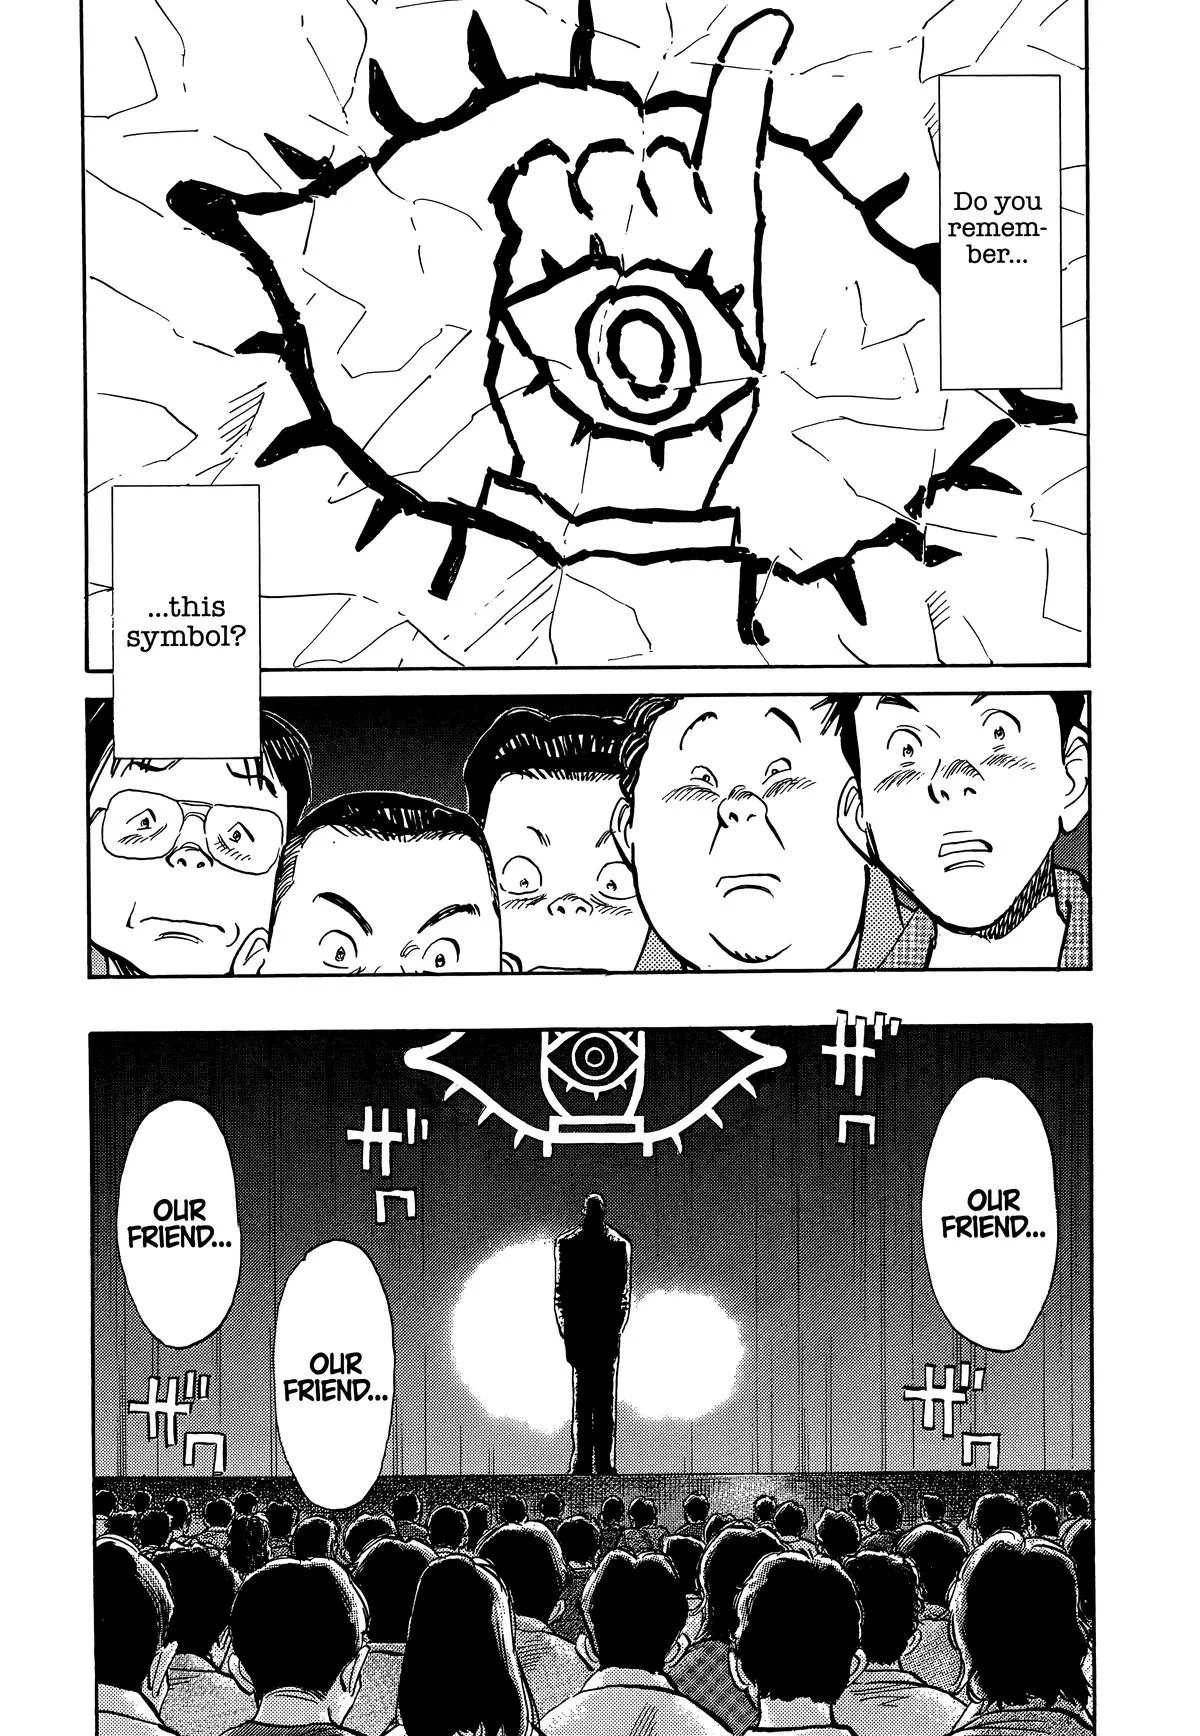 Do you
remem-
ber...
...this
symbol?
ザワ
OUR
FRIEND...
ザワ
ザワ
OUR
FRIEND...
OUR
FRIEND...
ザワ